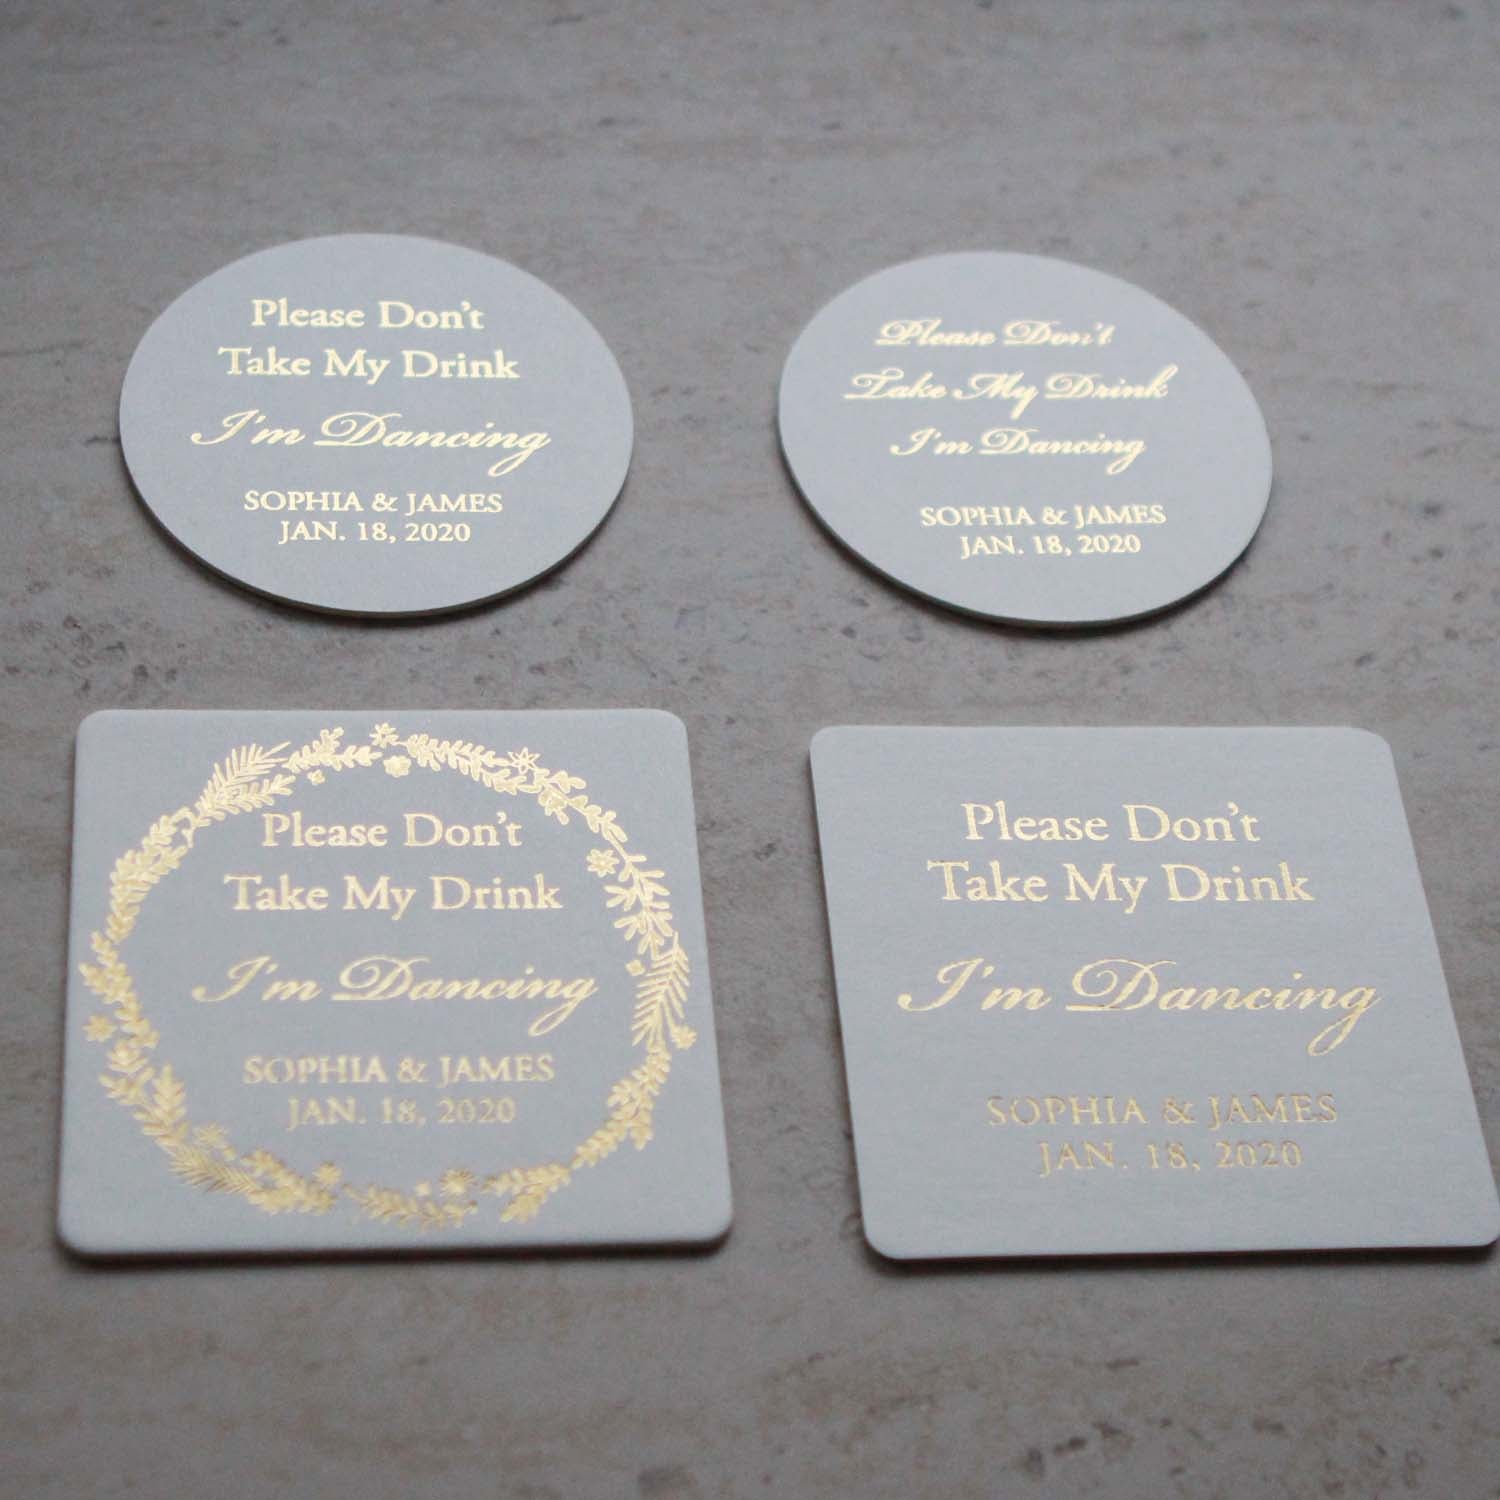 Please Don't
Take My Drink
I'm Dancing
SOPHIA & JAMES
JAN. 18, 2020
Please Don't
Take My Drink
I'm Dancing
SOPHIA & JAMES
JAN. 18, 2020
Please Don't
Take My Drink
I'm Dancing
SOPHIA & JAMES
JAN. 18, 2020
Please Don't
Take My Drink
I'm Dancing
SOPHIA & JAMES
JAN. 18, 2020